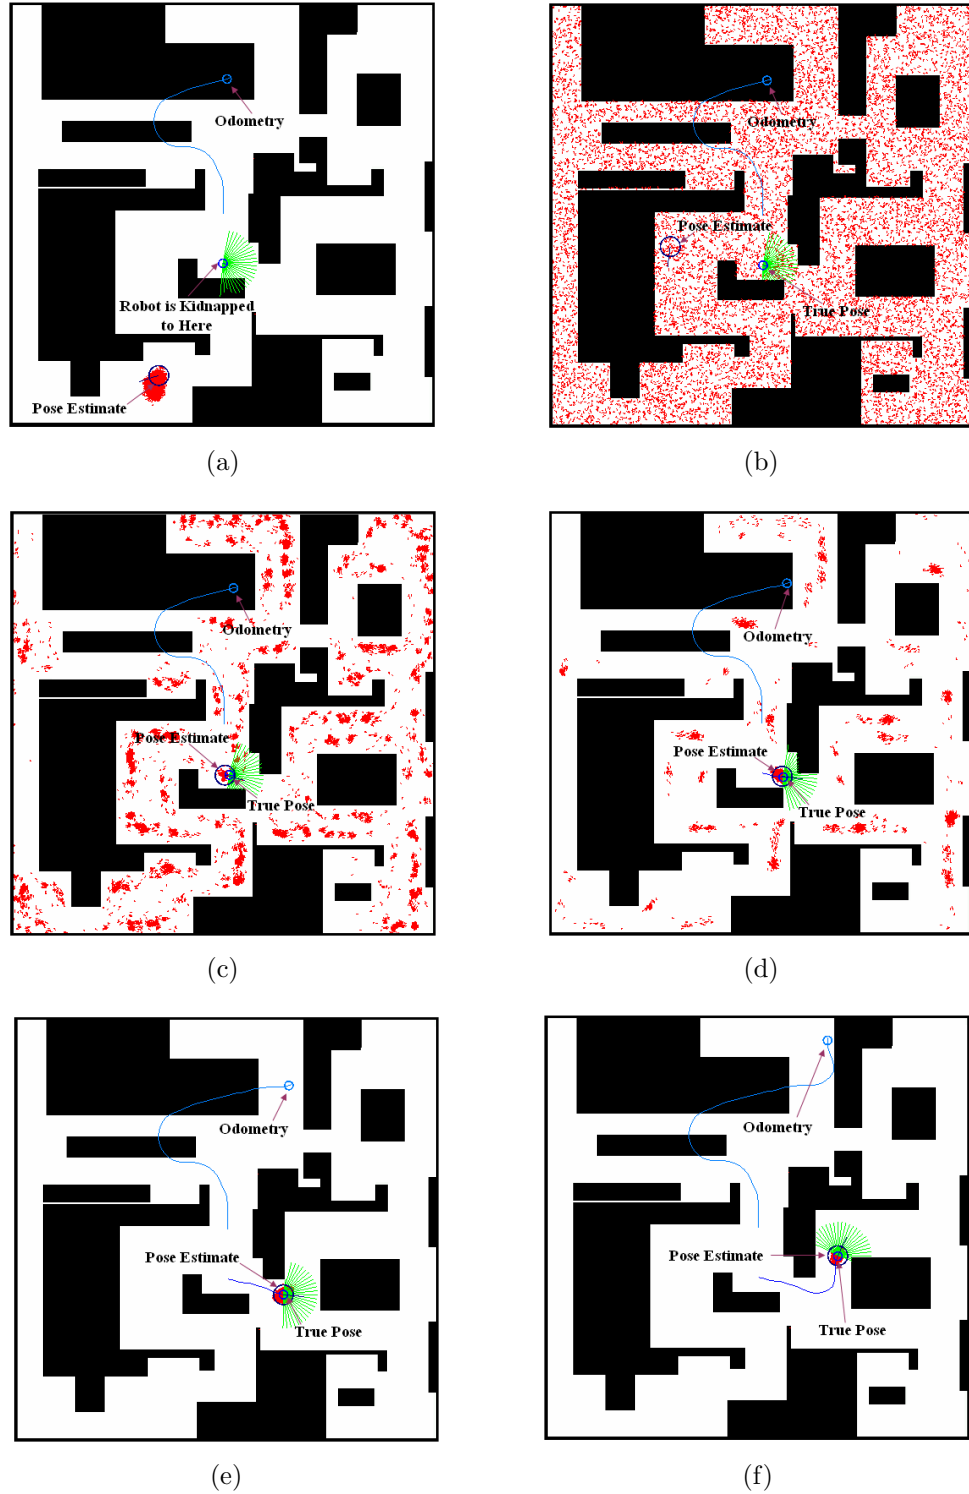 Odometry
Robot is Kidnapped
to Here
Pose Estimate
(a)
Odometry
Pose Estimate
True Pose
(b)
Odometry
Pose Estimate
True Pose
(c)
Odometry
Pose Estimate
True Pose
(d)
Odometry
Pose Estimate
True Pose
(e)
Odometry
Pose Estimate
True Pose
(f)